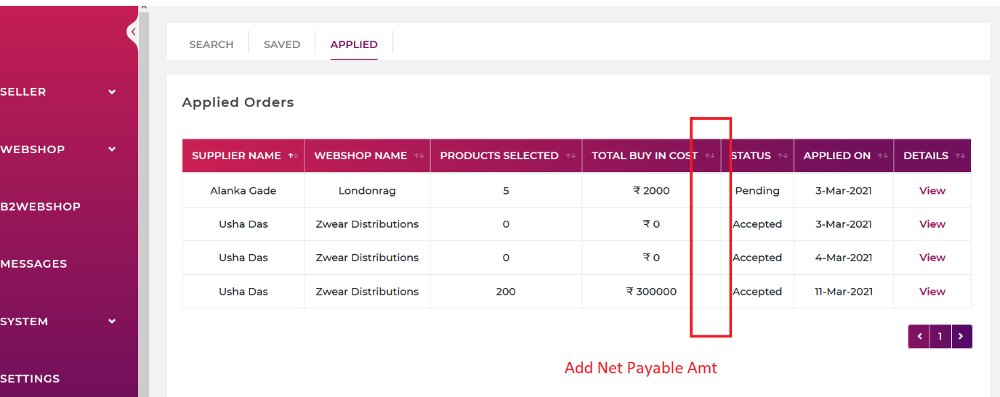 SELLER
WEBSHOP
B2WEBSHOP
MESSAGES
SYSTEM
SETTINGS
SEARCH SAVED APPLIED
Applied Orders
SUPPLIER NAME WEBSHOP NAME PRODUCTS SELECTED TOTAL BUY IN COST STATUS APPLIED ON DETAILS
Alanka Gade Londonrag 5 ₹ 2000 Pending 3-Mar-2021 View
Usha Das Zwear Distributions 0 ₹ 0 Accepted 3-Mar-2021 View
Usha Das Zwear Distributions 0 ₹ 0 Accepted 4-Mar-2021 View
Usha Das Zwear Distributions 200 ₹ 300000 Accepted 11-Mar-2021 View
1
Add Net Payable Amt